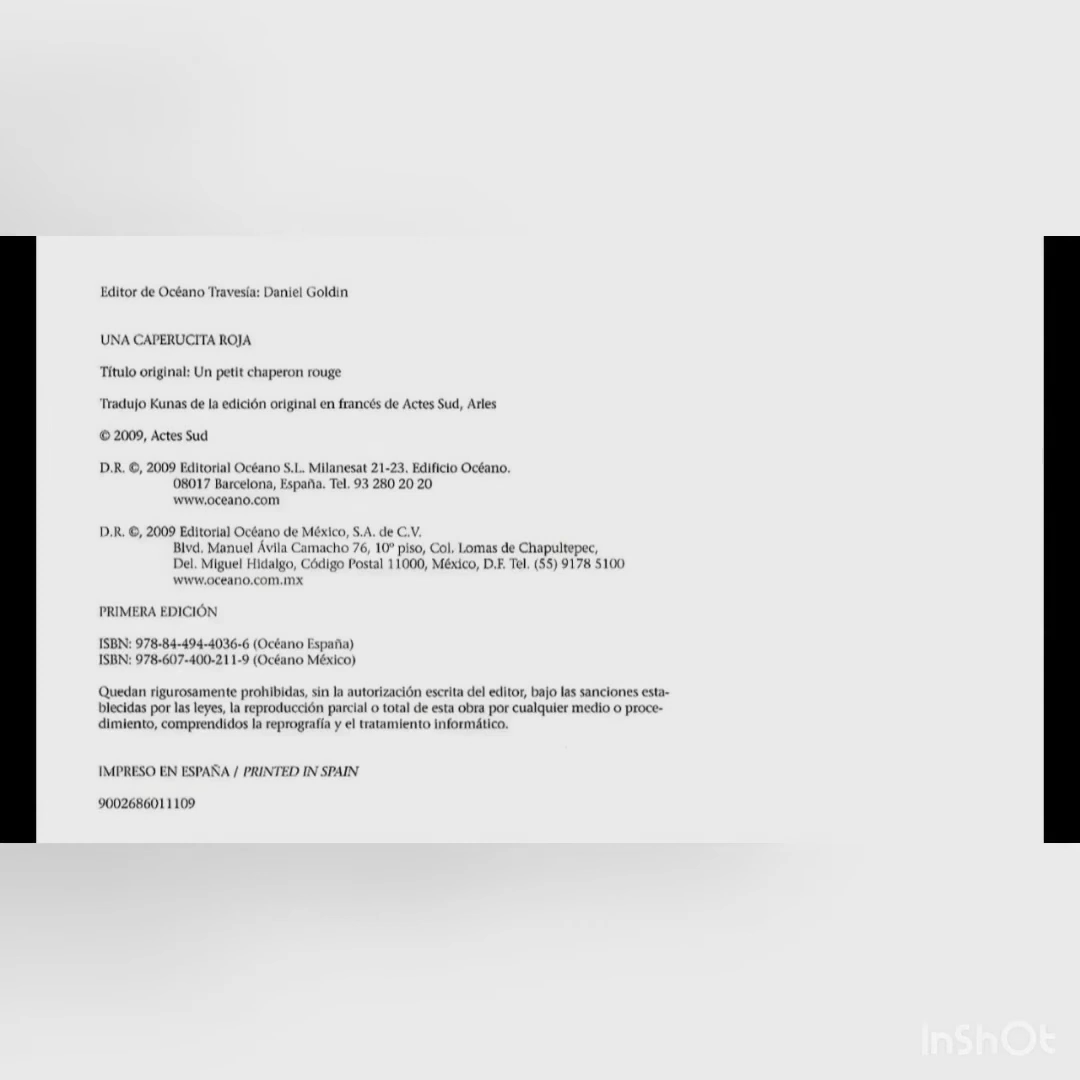 Editor de Océano Travesía: Daniel Goldin
UNA CAPERUCITA ROJA
Título original: Un petit chaperon rouge
Tradujo Kunas de la edición original en francés de Actes Sud, Arles
© 2009, Actes Sud
D.R. ©, 2009 Editorial Océano S.L. Milanesat 21-23. Edificio Océano.
08017 Barcelona, España. Tel. 93 280 20 20
www.oceano.com
D.R. ©, 2009 Editorial Océano de México, S.A. de C.V.
Blvd. Manuel Ávila Camacho 76, 10º piso, Col. Lomas de Chapultepec,
Del. Miguel Hidalgo, Código Postal 11000, México, D.F. Tel. (55) 9178 5100
www.oceano.com.mx
PRIMERA EDICIÓN
ISBN: 978-84-494-4036-6 (Océano España)
ISBN: 978-607-400-211-9 (Océano México)
Quedan rigurosamente prohibidas, sin la autorización escrita del editor, bajo las sanciones esta-
blecidas por las leyes, la reproducción parcial o total de esta obra por cualquier medio o proce-
dimiento, comprendidos la reprografía y el tratamiento informático.
IMPRESO EN ESPAÑA / PRINTED IN SPAIN
9002686011109
InShOt